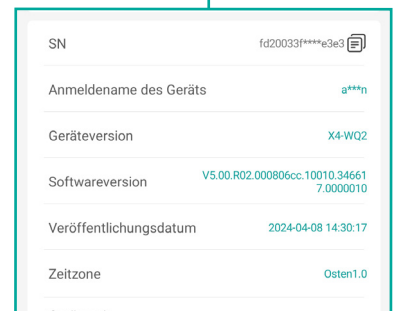 SN
fd20033f****e3e3
Anmeldename des Geräts
a***n
Geräteversion
X4-WQ2
Softwareversion
V5.00.R02.000806cc.10010.34661
7.0000010
Veröffentlichungsdatum
2024-04-08 14:30:17
Zeitzone
Osten1.0